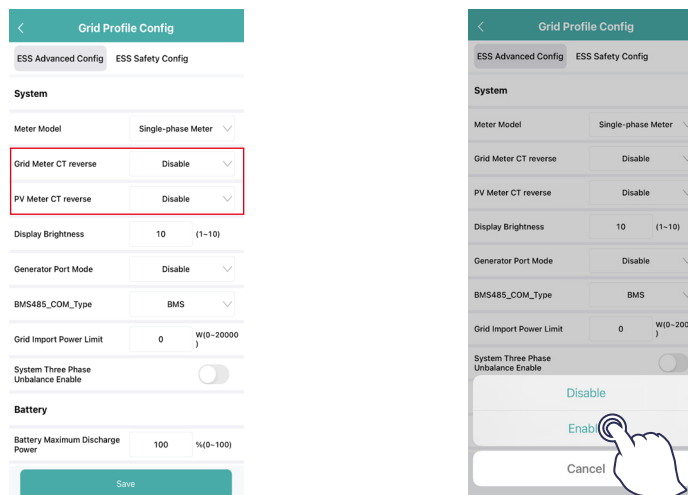 Grid Profile Config
ESS Advanced Config ESS Safety Config
System
Meter Model Single-phase Meter
Grid Meter CT reverse Disable
PV Meter CT reverse Disable
Display Brightness 10 (1~10)
Generator Port Mode Disable
BMS485_COM_Type BMS
Grid Import Power Limit 0 W(0~20000
)
System Three Phase
Unbalance Enable
Battery
Battery Maximum Discharge
Power 100 %(0~100)
Save
Grid Profile Config
ESS Advanced Config ESS Safety Config
System
Meter Model Single-phase Meter
Grid Meter CT reverse Disable
PV Meter CT reverse Disable
Display Brightness 10 (1~10)
Generator Port Mode Disable
BMS485_COM_Type BMS
Grid Import Power Limit 0 W(0~200
)
System Three Phase
Unbalance Enable
Disable
Enabl
Cancel